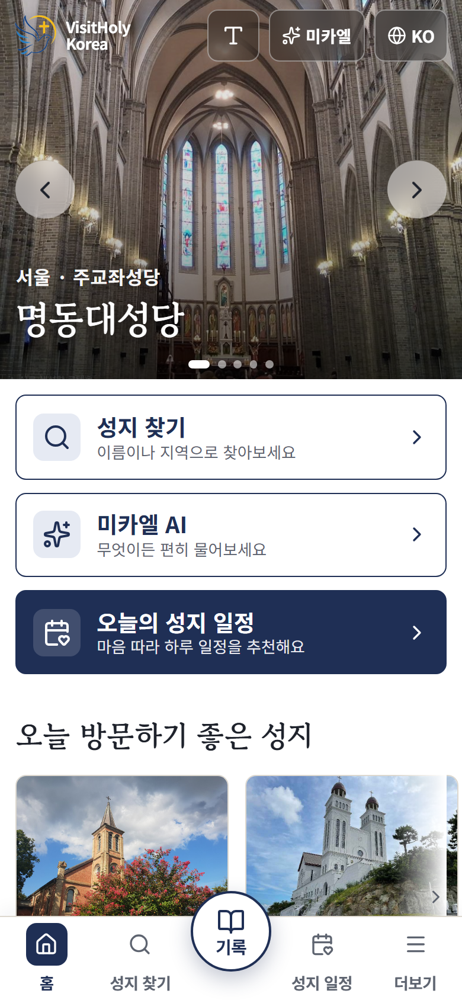 VisitHoly
Korea
미카엘
KO
서울 · 주교좌성당
명동대성당
성지 찾기
이름이나 지역으로 찾아보세요
미카엘 AI
무엇이든 편히 물어보세요
오늘의 성지 일정
마음 따라 하루 일정을 추천해요
오늘 방문하기 좋은 성지
홈
성지 찾기
기록
성지 일정
더보기